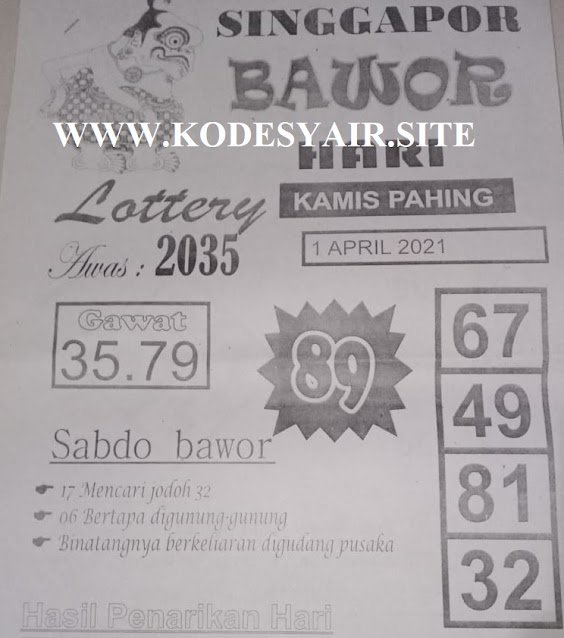 SINGGAPOR
BAWOR
WWW.KODESYAIR.SITE
HARI
Lottery
KAMIS PAHING
1 APRIL 2021
Awas : 2035
Gawat
35.79
89
67
49
81
32
Sabdo bawor
17 Mencari jodoh 32
06 Bertapa digunung-gunung
Binatangnya berkeliaran digudang pusaka
Hasil Penarikan Hari